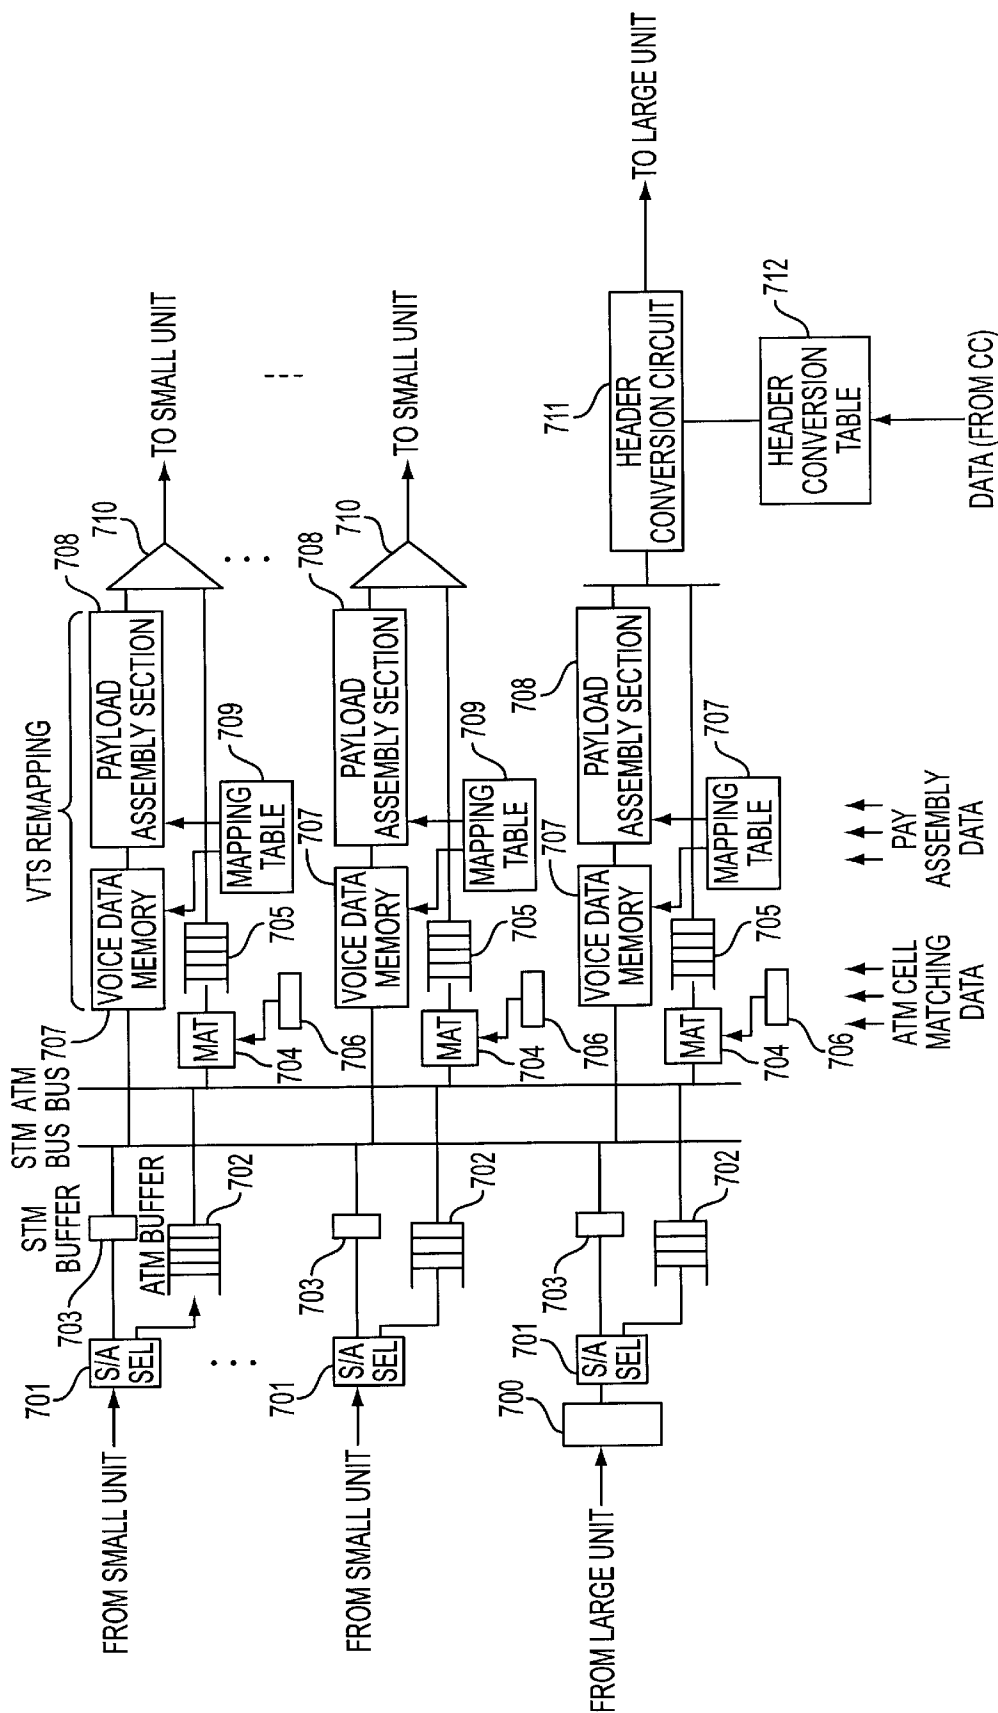 VTS REMAPPING
STM
BUFFER
703
STM
BUS
ATM
BUS
707
VOICE DATA
MEMORY
PAYLOAD
ASSEMBLY SECTION
708
710
TO SMALL UNIT
FROM SMALL UNIT
701
S/A
SEL
ATM BUFFER
702
MAT
704
706
705
MAPPING
TABLE
709
FROM SMALL UNIT
701
S/A
SEL
703
702
VOICE DATA
MEMORY
707
PAYLOAD
ASSEMBLY SECTION
708
710
TO SMALL UNIT
MAT
704
706
705
MAPPING
TABLE
709
FROM LARGE UNIT
700
701
S/A
SEL
703
702
VOICE DATA
MEMORY
707
PAYLOAD
ASSEMBLY SECTION
708
MAT
704
706
705
MAPPING
TABLE
707
711
HEADER
CONVERSION CIRCUIT
TO LARGE UNIT
712
HEADER
CONVERSION
TABLE
ATM CELL
MATCHING
DATA
PAY
ASSEMBLY
DATA
DATA (FROM CC)